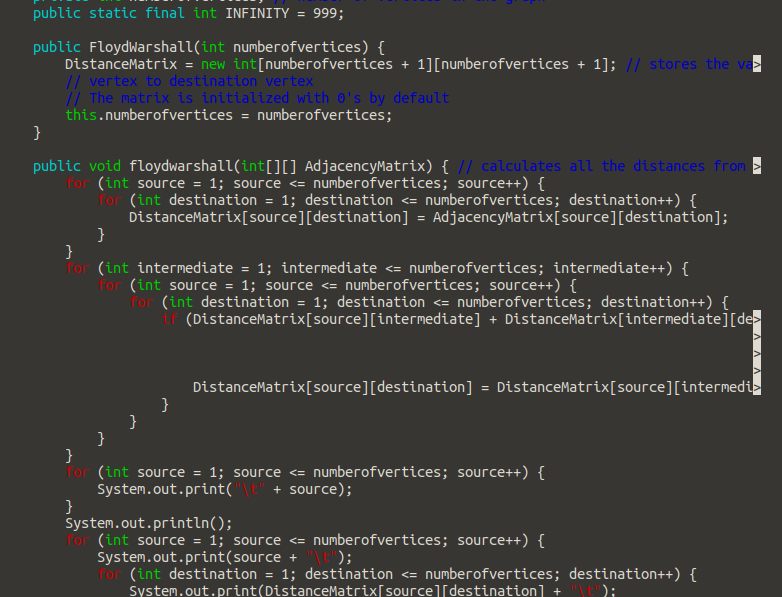 public static final int INFINITY = 999;
public FloydWarshall(int numberofvertices) {
DistanceMatrix = new int[numberofvertices + 1][numberofvertices + 1]; // stores the va>
// vertex to destination vertex
// The matrix is initialized with 0's by default
this.numberofvertices = numberofvertices;
}
public void floydwarshall(int[][] AdjacencyMatrix) { // calculates all the distances from >
for (int source = 1; source <= numberofvertices; source++) {
for (int destination = 1; destination <= numberofvertices; destination++) {
DistanceMatrix[source][destination] = AdjacencyMatrix[source][destination];
}
}
for (int intermediate = 1; intermediate <= numberofvertices; intermediate++) {
for (int source = 1; source <= numberofvertices; source++) {
for (int destination = 1; destination <= numberofvertices; destination++) {
if (DistanceMatrix[source][intermediate] + DistanceMatrix[intermediate][de>
>
>
>
DistanceMatrix[source][destination] = DistanceMatrix[source][intermedi>
}
}
}
}
for (int source = 1; source <= numberofvertices; source++) {
System.out.print("\t" + source);
}
System.out.println();
for (int source = 1; source <= numberofvertices; source++) {
System.out.print(source + "\t");
for (int destination = 1; destination <= numberofvertices; destination++) {
System.out.print(DistanceMatrix[source][destination] + "\t");